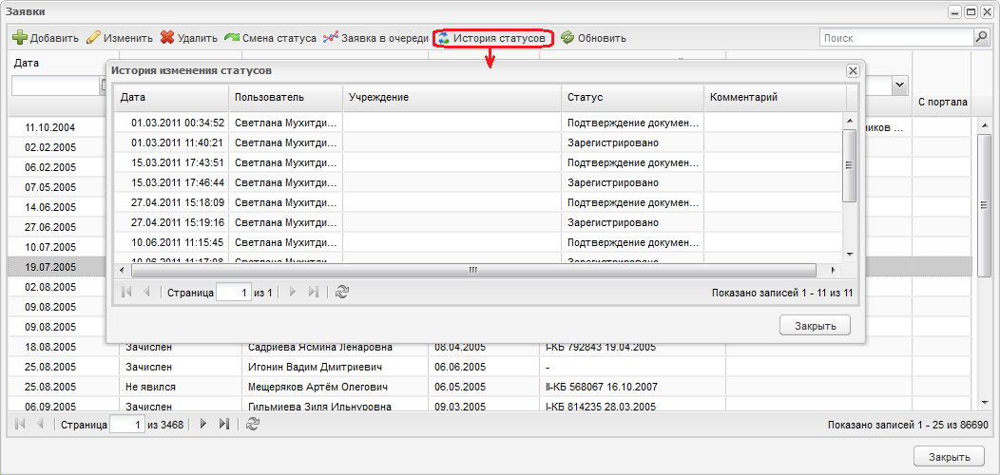 Заявки
Добавить Изменить Удалить Смена статуса Заявка в очереди История статусов Обновить Поиск
Дата
С портала
История изменения статусов
Дата Пользователь Учреждение Статус Комментарий
01.03.2011 00:34:52 Светлана Мухитди... Подтверждение докумен...
01.03.2011 11:40:21 Светлана Мухитди... Зарегистрировано
15.03.2011 17:43:51 Светлана Мухитди... Подтверждение докумен...
15.03.2011 17:46:44 Светлана Мухитди... Зарегистрировано
27.04.2011 15:18:09 Светлана Мухитди... Подтверждение докумен...
27.04.2011 15:19:16 Светлана Мухитди... Зарегистрировано
10.06.2011 11:15:45 Светлана Мухитди... Подтверждение докумен...
10.06.2011 11:17:08 Светлана Мухитди... Зарегистрировано
Страница 1 из 1 Показано записей 1 - 11 из 11
Закрыть
11.10.2004 ников ...
02.02.2005
06.02.2005
07.05.2005
14.06.2005
27.06.2005
10.07.2005
19.07.2005
02.08.2005
09.08.2005
09.08.2005
18.08.2005 Зачислен Садриева Ясмина Ленаровна 08.04.2005 I-КБ 792843 19.04.2005
25.08.2005 Зачислен Игонин Вадим Дмитриевич 06.06.2005 -
25.08.2005 Не явился Мещеряков Артём Олегович 06.05.2005 II-КБ 568067 16.10.2007
06.09.2005 Зачислен Гильмиева Зиля Ильнуровна 09.03.2005 I-КБ 814235 28.03.2005
Страница 1 из 3468 Показано записей 1 - 25 из 86690
Закрыть